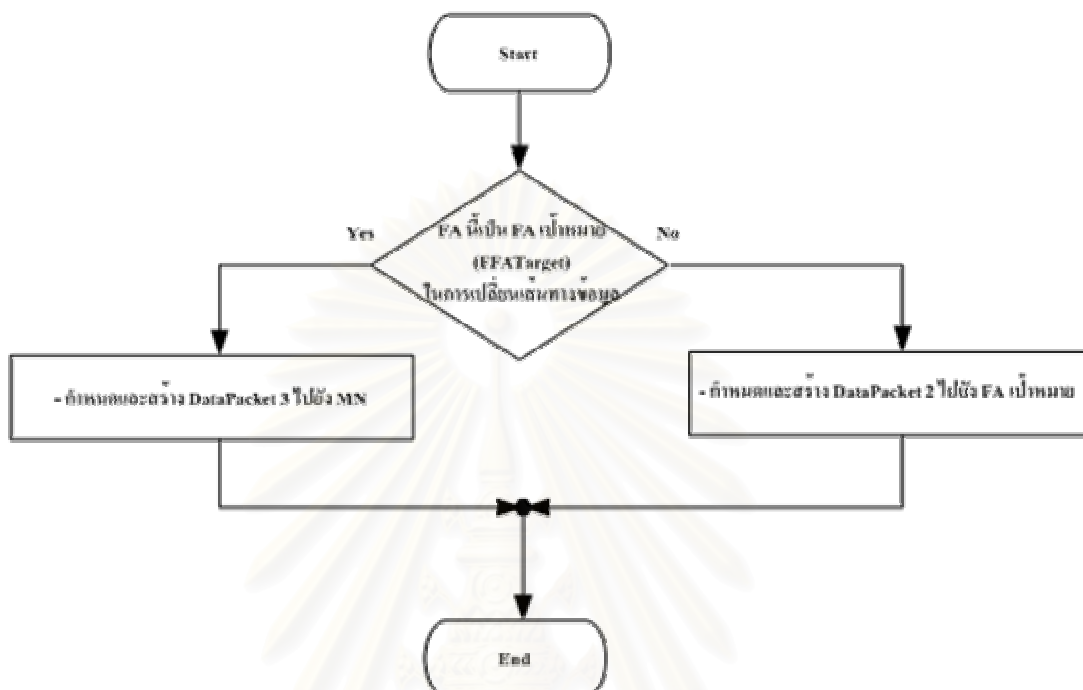 Start
Yes
FA นี้เป็น FA เป้าหมาย
No
(EFATarget)
ในการเปลี่ยนเส้นทางข้อมูล
- กำหนดและสร้าง DataPacket 3 ไปยัง MN
- กำหนดและสร้าง DataPacket 2 ไปยัง FA เป้าหมาย
End